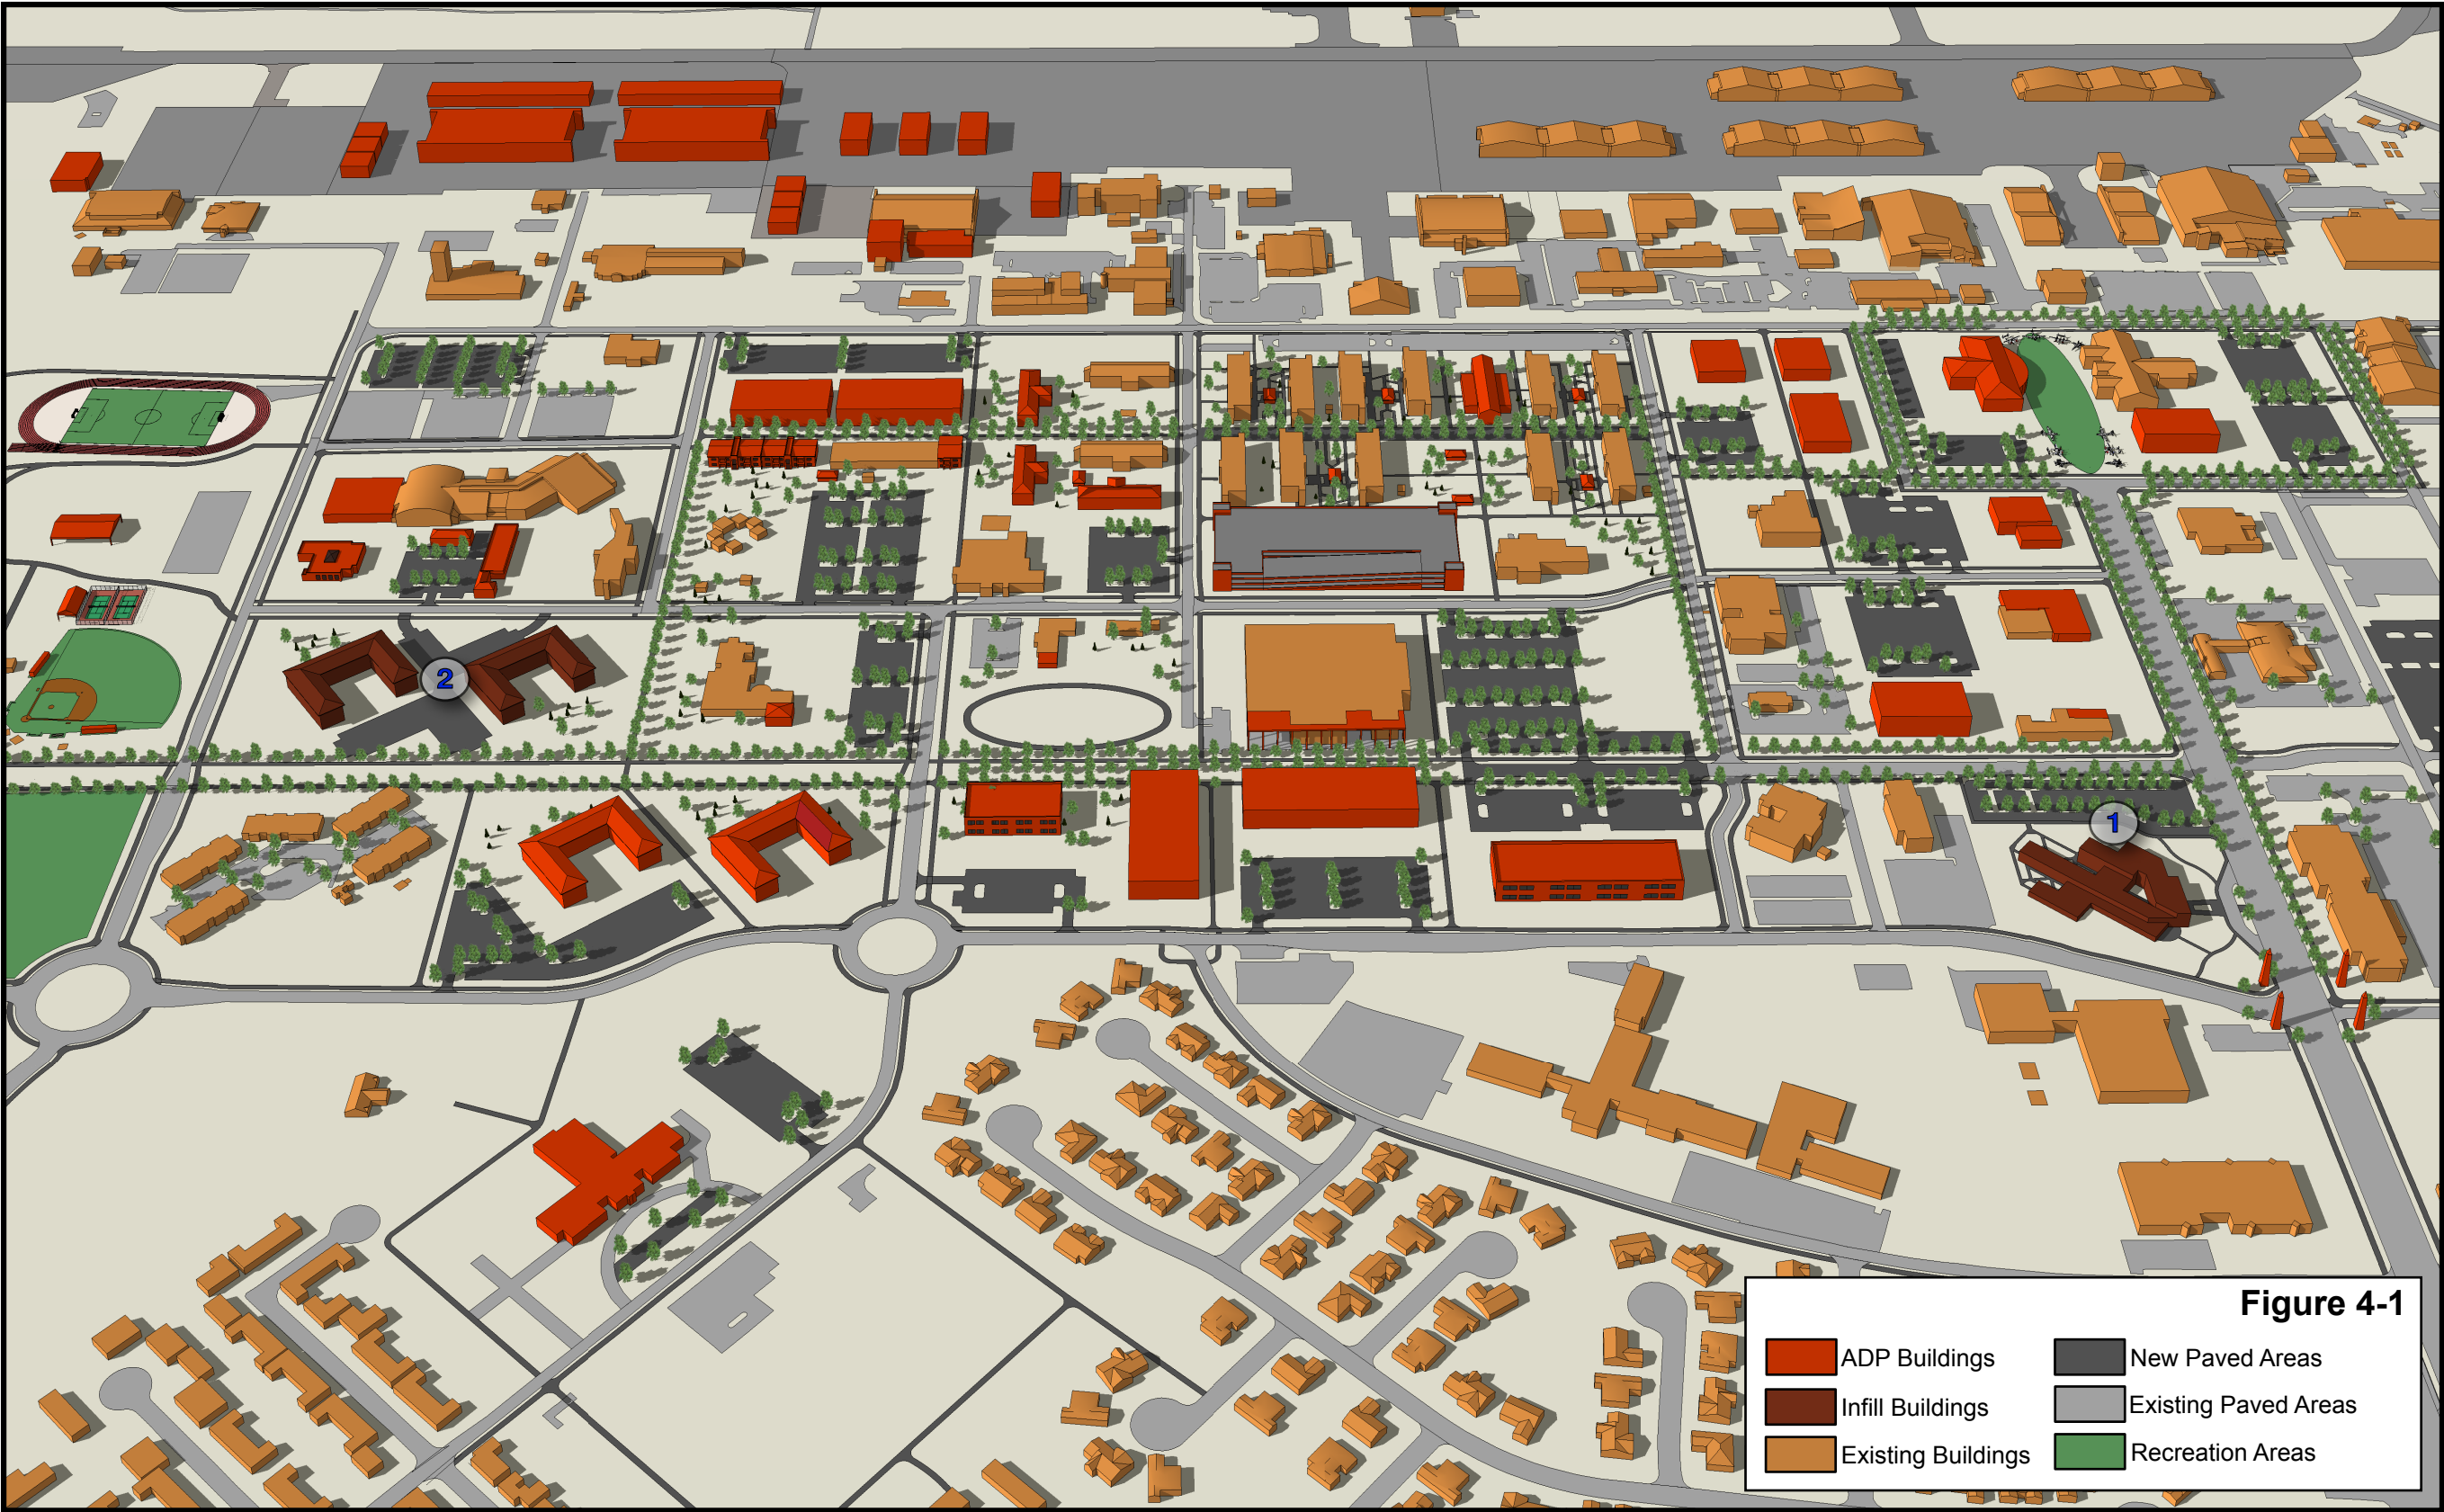 2
1
Figure 4-1
ADP Buildings
New Paved Areas
Infill Buildings
Existing Paved Areas
Existing Buildings
Recreation Areas